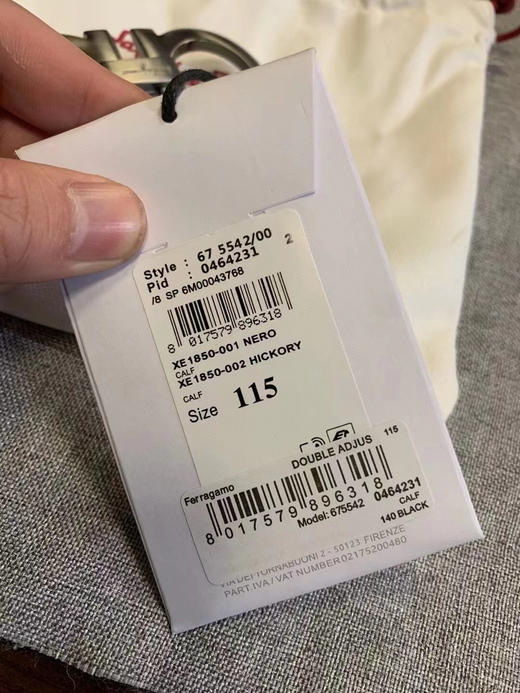 Style : 67 5542/00 2
Pid : 0464231
/8 SP 6M00043768
8 017579 896318
XE1850-001 NERO
CALF
XE1850-002 HICKORY
CALF
Size 115
DOUBLE ADJUS 115
Ferragamo
8 017579 896318
Model: 675542 0464231
CALF
140 BLACK
VIA DEI TORNABUONI 2 - 50123 FIRENZE
PART.IVA / VAT NUMBER 02175200480